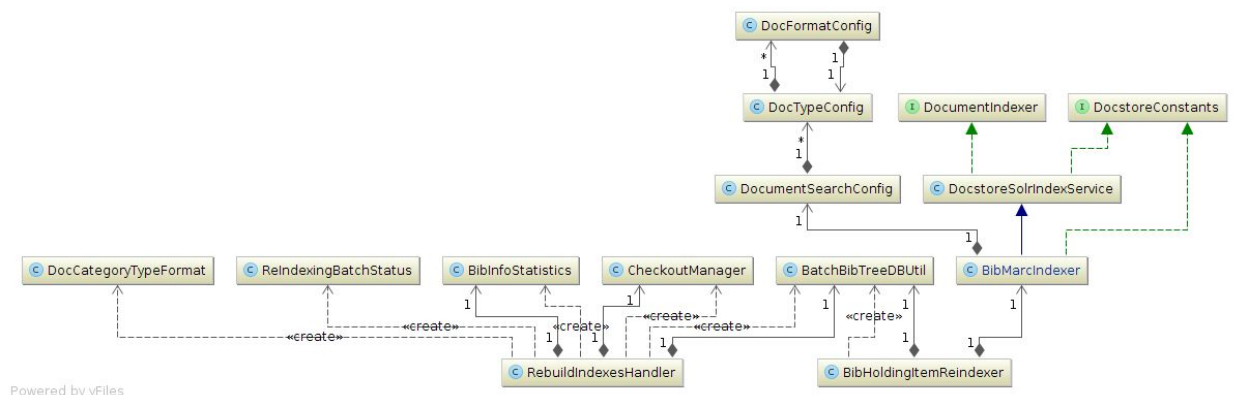 C DocFormatConfig
*
1
1
1
C DocTypeConfig
I DocumentIndexer
I DocstoreConstants
*
1
C DocumentSearchConfig
C DocstoreSolrIndexService
1
1
C DocCategoryTypeFormat
C ReIndexingBatchStatus
C BibInfoStatistics
C CheckoutManager
C BatchBibTreeDBUtil
C BibMarcIndexer
1
1
1
1
1
«create»
«create»
«create»
«create»
«create»
«create»
1
1
1
1
1
C RebuildIndexesHandler
C BibHoldingItemReindexer
Powered by yFiles